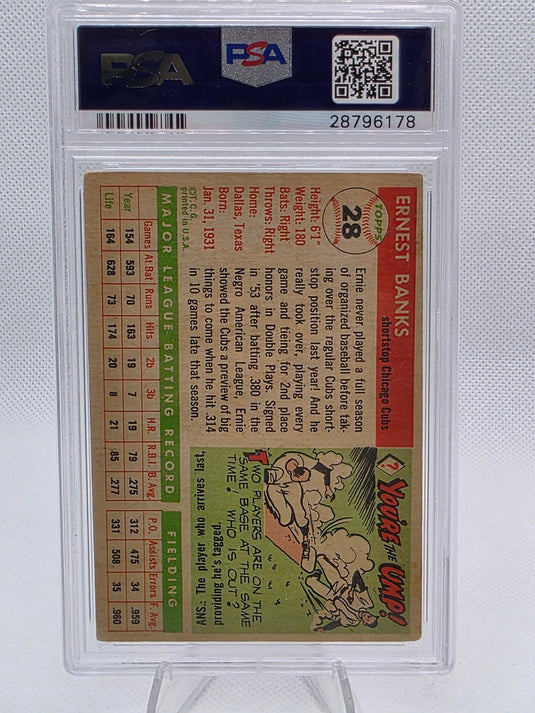 PSA
PSA
28796178
TOPPS
28
ERNEST BANKS
shortstop Chicago Cubs
Height: 6'1"
Weight: 180
Bats: Right
Throws: Right
Home:
Dallas, Texas
Born:
Jan. 31, 1931
©T.C.G.
printed in U.S.A.
Ernie never played a full season
of organized baseball before tak-
ing over the regular Cubs short-
stop position last year! And he
really took over, playing every
game and tieing for 2nd place
honors in Double Plays. Signed
in '53 after batting .380 in the
Negro American League, Ernie
showed the Cubs a preview of big
things to come when he hit .314
in 10 games late that season.
? YOU'RE THE UMP!
TWO PLAYERS ARE ON THE
SAME BASE AT THE SAME
TIME! WHO IS OUT?
ANS: The player who arrives last,
providing he's tagged.
MAJOR LEAGUE BATTING RECORD FIELDING
Games At Bat Runs Hits 2b 3b H.R. R.B.I. B. Avg. P.O. Assists Errors F. Avg.
Year 154 593 70 163 19 7 19 79 .275 312 475 34 .959
Life 164 628 73 174 20 8 21 85 .277 331 508 35 .960